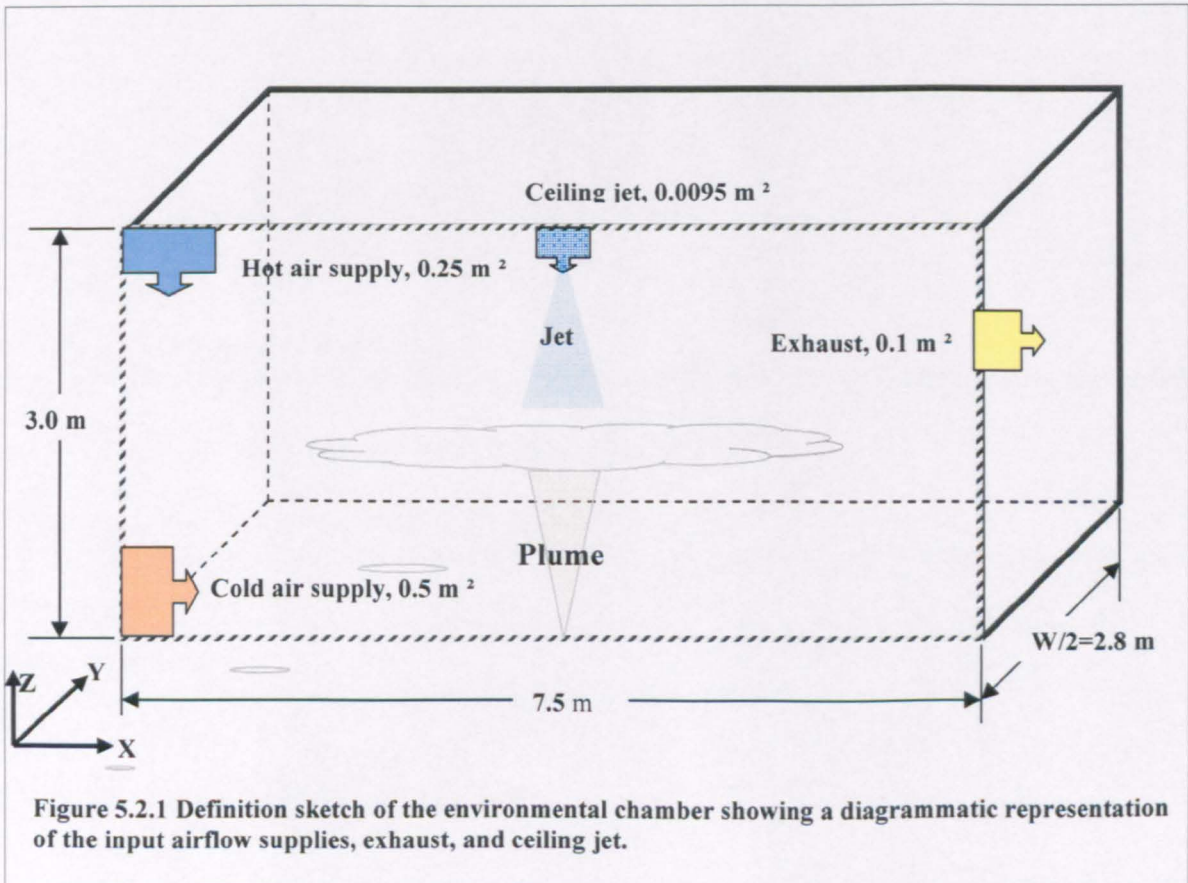 Ceiling jet, 0.0095 m ²
Hot air supply, 0.25 m ²
Jet
Exhaust, 0.1 m ²
3.0 m
Plume
Cold air supply, 0.5 m ²
W/2=2.8 m
7.5 m
Z
Y
X
Figure 5.2.1 Definition sketch of the environmental chamber showing a diagrammatic representation
of the input airflow supplies, exhaust, and ceiling jet.